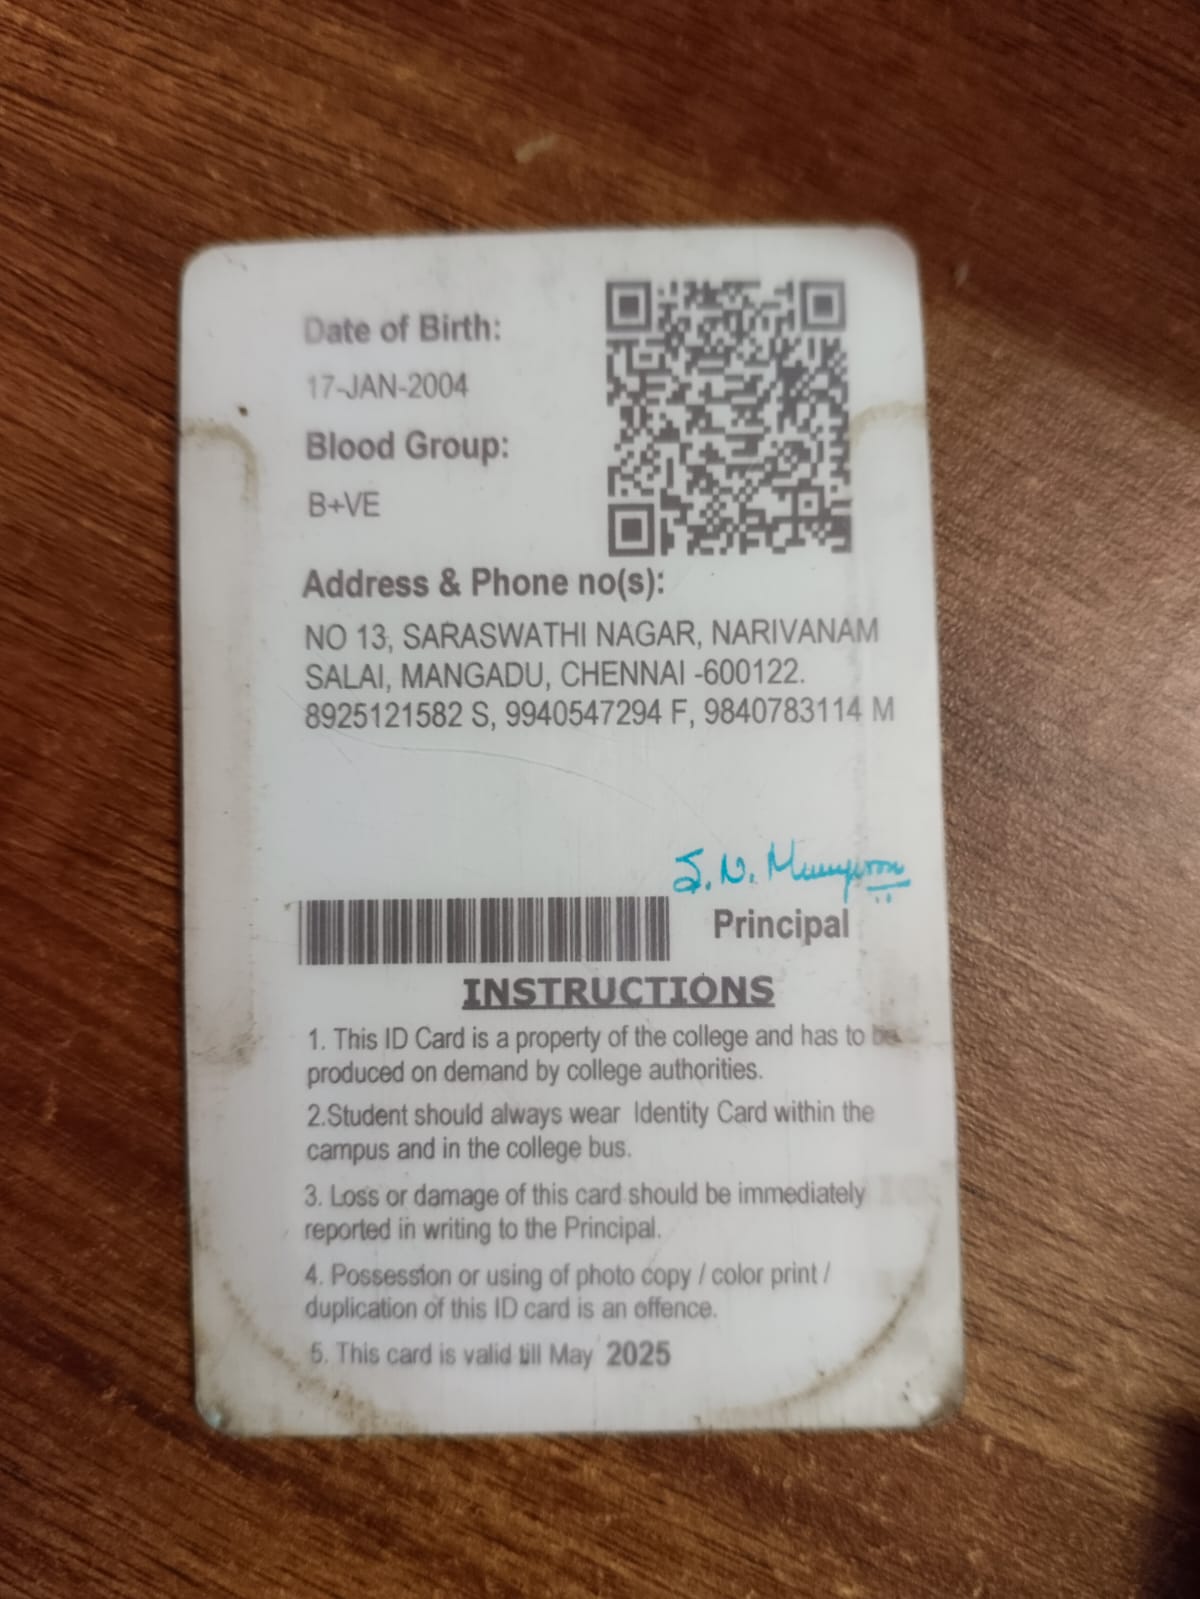 Date of Birth:
17-JAN-2004
Blood Group:
B+VE
Address & Phone no(s):
NO 13, SARASWATHI NAGAR, NARIVANAM
SALAI, MANGADU, CHENNAI -600122.
8925121582 S, 9940547294 F, 9840783114 M
S. N.
Principal
INSTRUCTIONS
1. This ID Card is a property of the college and has to be
produced on demand by college authorities.
2.Student should always wear Identity Card within the
campus and in the college bus.
3. Loss or damage of this card should be immediately
reported in writing to the Principal.
4. Possession or using of photo copy / color print /
duplication of this ID card is an offence.
5. This card is valid till May 2025